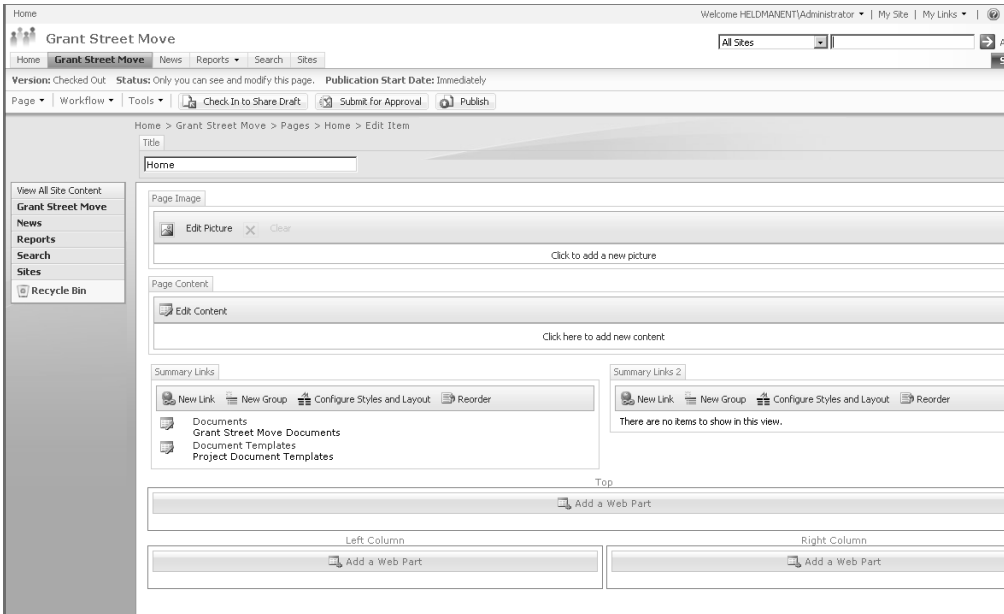 Home Welcome HELDMANENT\Administrator | My Site | My Links |
Grant Street Move All Sites
Home Grant Street Move News Reports Search Sites
Version: Checked Out Status: Only you can see and modify this page. Publication Start Date: Immediately
Page Workflow Tools Check In to Share Draft Submit for Approval Publish
Home > Grant Street Move > Pages > Home > Edit Item
Title
Home
View All Site Content
Grant Street Move
News
Reports
Search
Sites
Recycle Bin
Page Image
Edit Picture Clear
Click to add a new picture
Page Content
Edit Content
Click here to add new content
Summary Links
New Link New Group Configure Styles and Layout Reorder
Documents
Grant Street Move Documents
Document Templates
Project Document Templates
Summary Links 2
New Link New Group Configure Styles and Layout Reorder
There are no items to show in this view.
Top
Add a Web Part
Left Column
Add a Web Part
Right Column
Add a Web Part